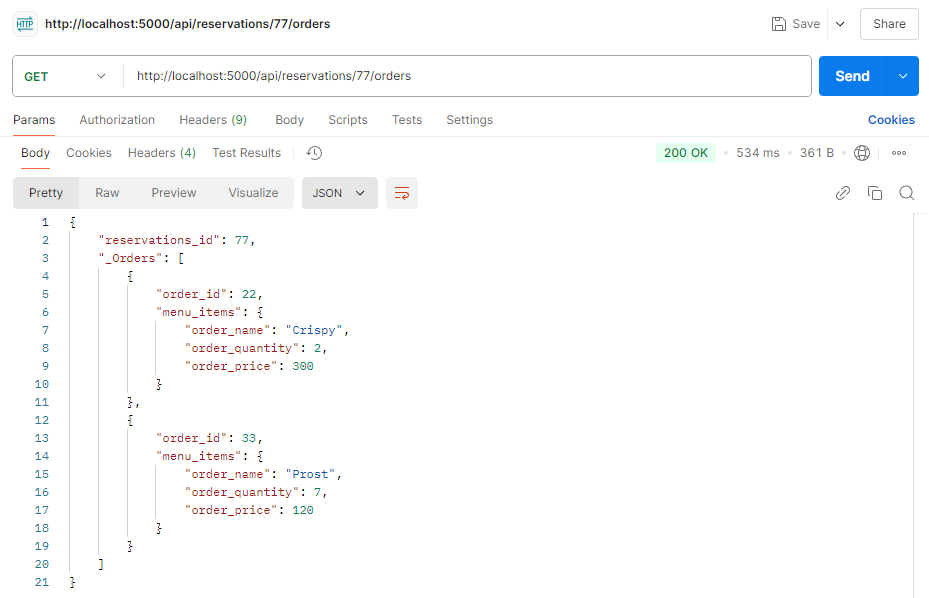 HTTP http://localhost:5000/api/reservations/77/orders Save Share
GET http://localhost:5000/api/reservations/77/orders Send
Params Authorization Headers (9) Body Scripts Tests Settings Cookies
Body Cookies Headers (4) Test Results 200 OK 534 ms 361 B
Pretty Raw Preview Visualize JSON
1 {
2 "reservations_id": 77,
3 "_Orders": [
4 {
5 "order_id": 22,
6 "menu_items": {
7 "order_name": "Crispy",
8 "order_quantity": 2,
9 "order_price": 300
10 }
11 },
12 {
13 "order_id": 33,
14 "menu_items": {
15 "order_name": "Prost",
16 "order_quantity": 7,
17 "order_price": 120
18 }
19 }
20 ]
21 }